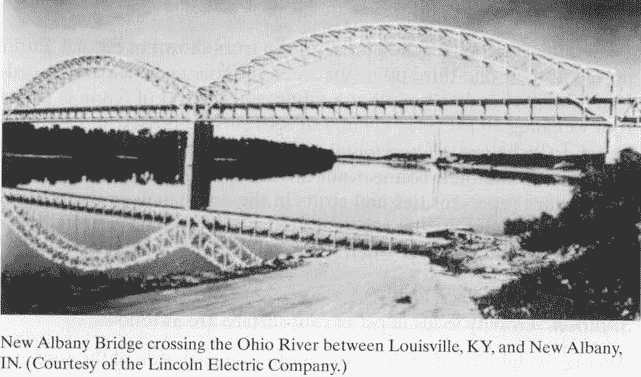 New Albany Bridge crossing the Ohio River between Louisville, KY, and New Albany,
IN. (Courtesy of the Lincoln Electric Company.)